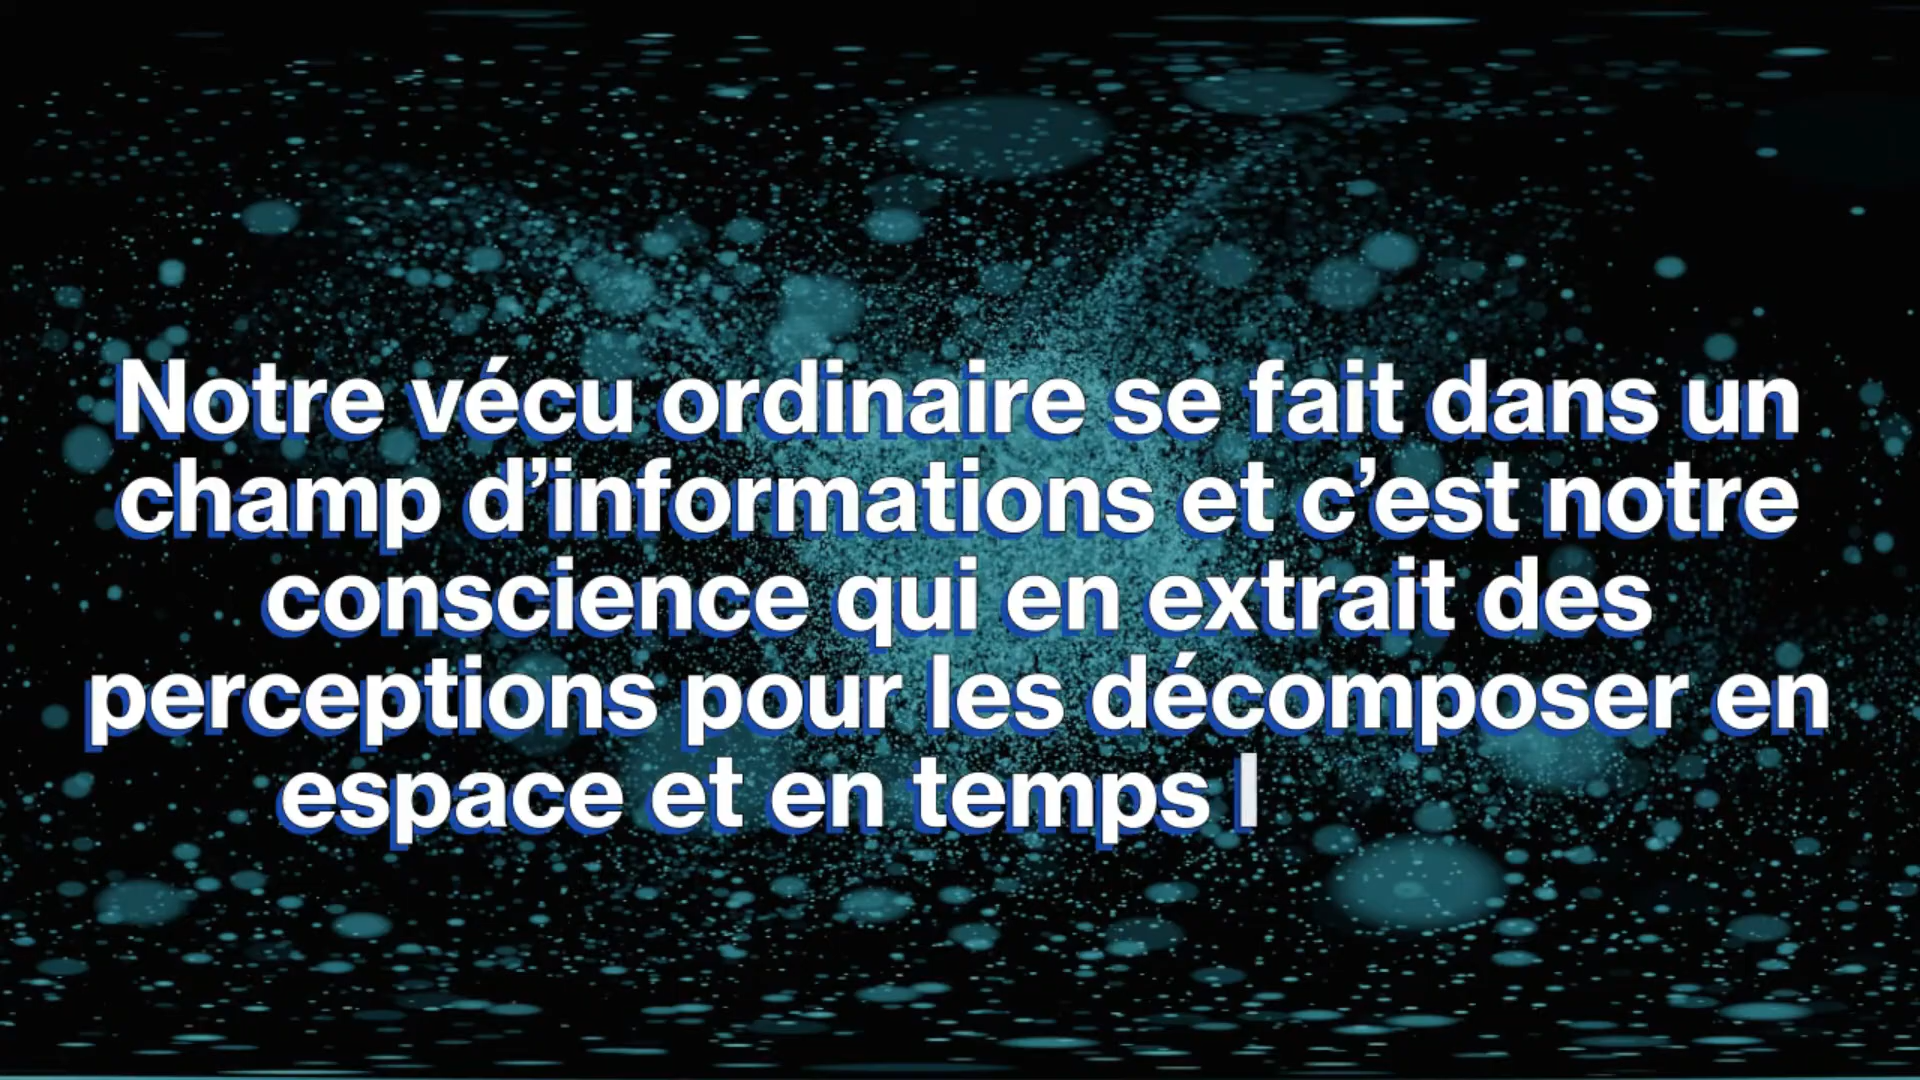 Notre vécu ordinaire se fait dans un
champ d’informations et c’est notre
conscience qui en extrait des
perceptions pour les décomposer en
espace et en temps l